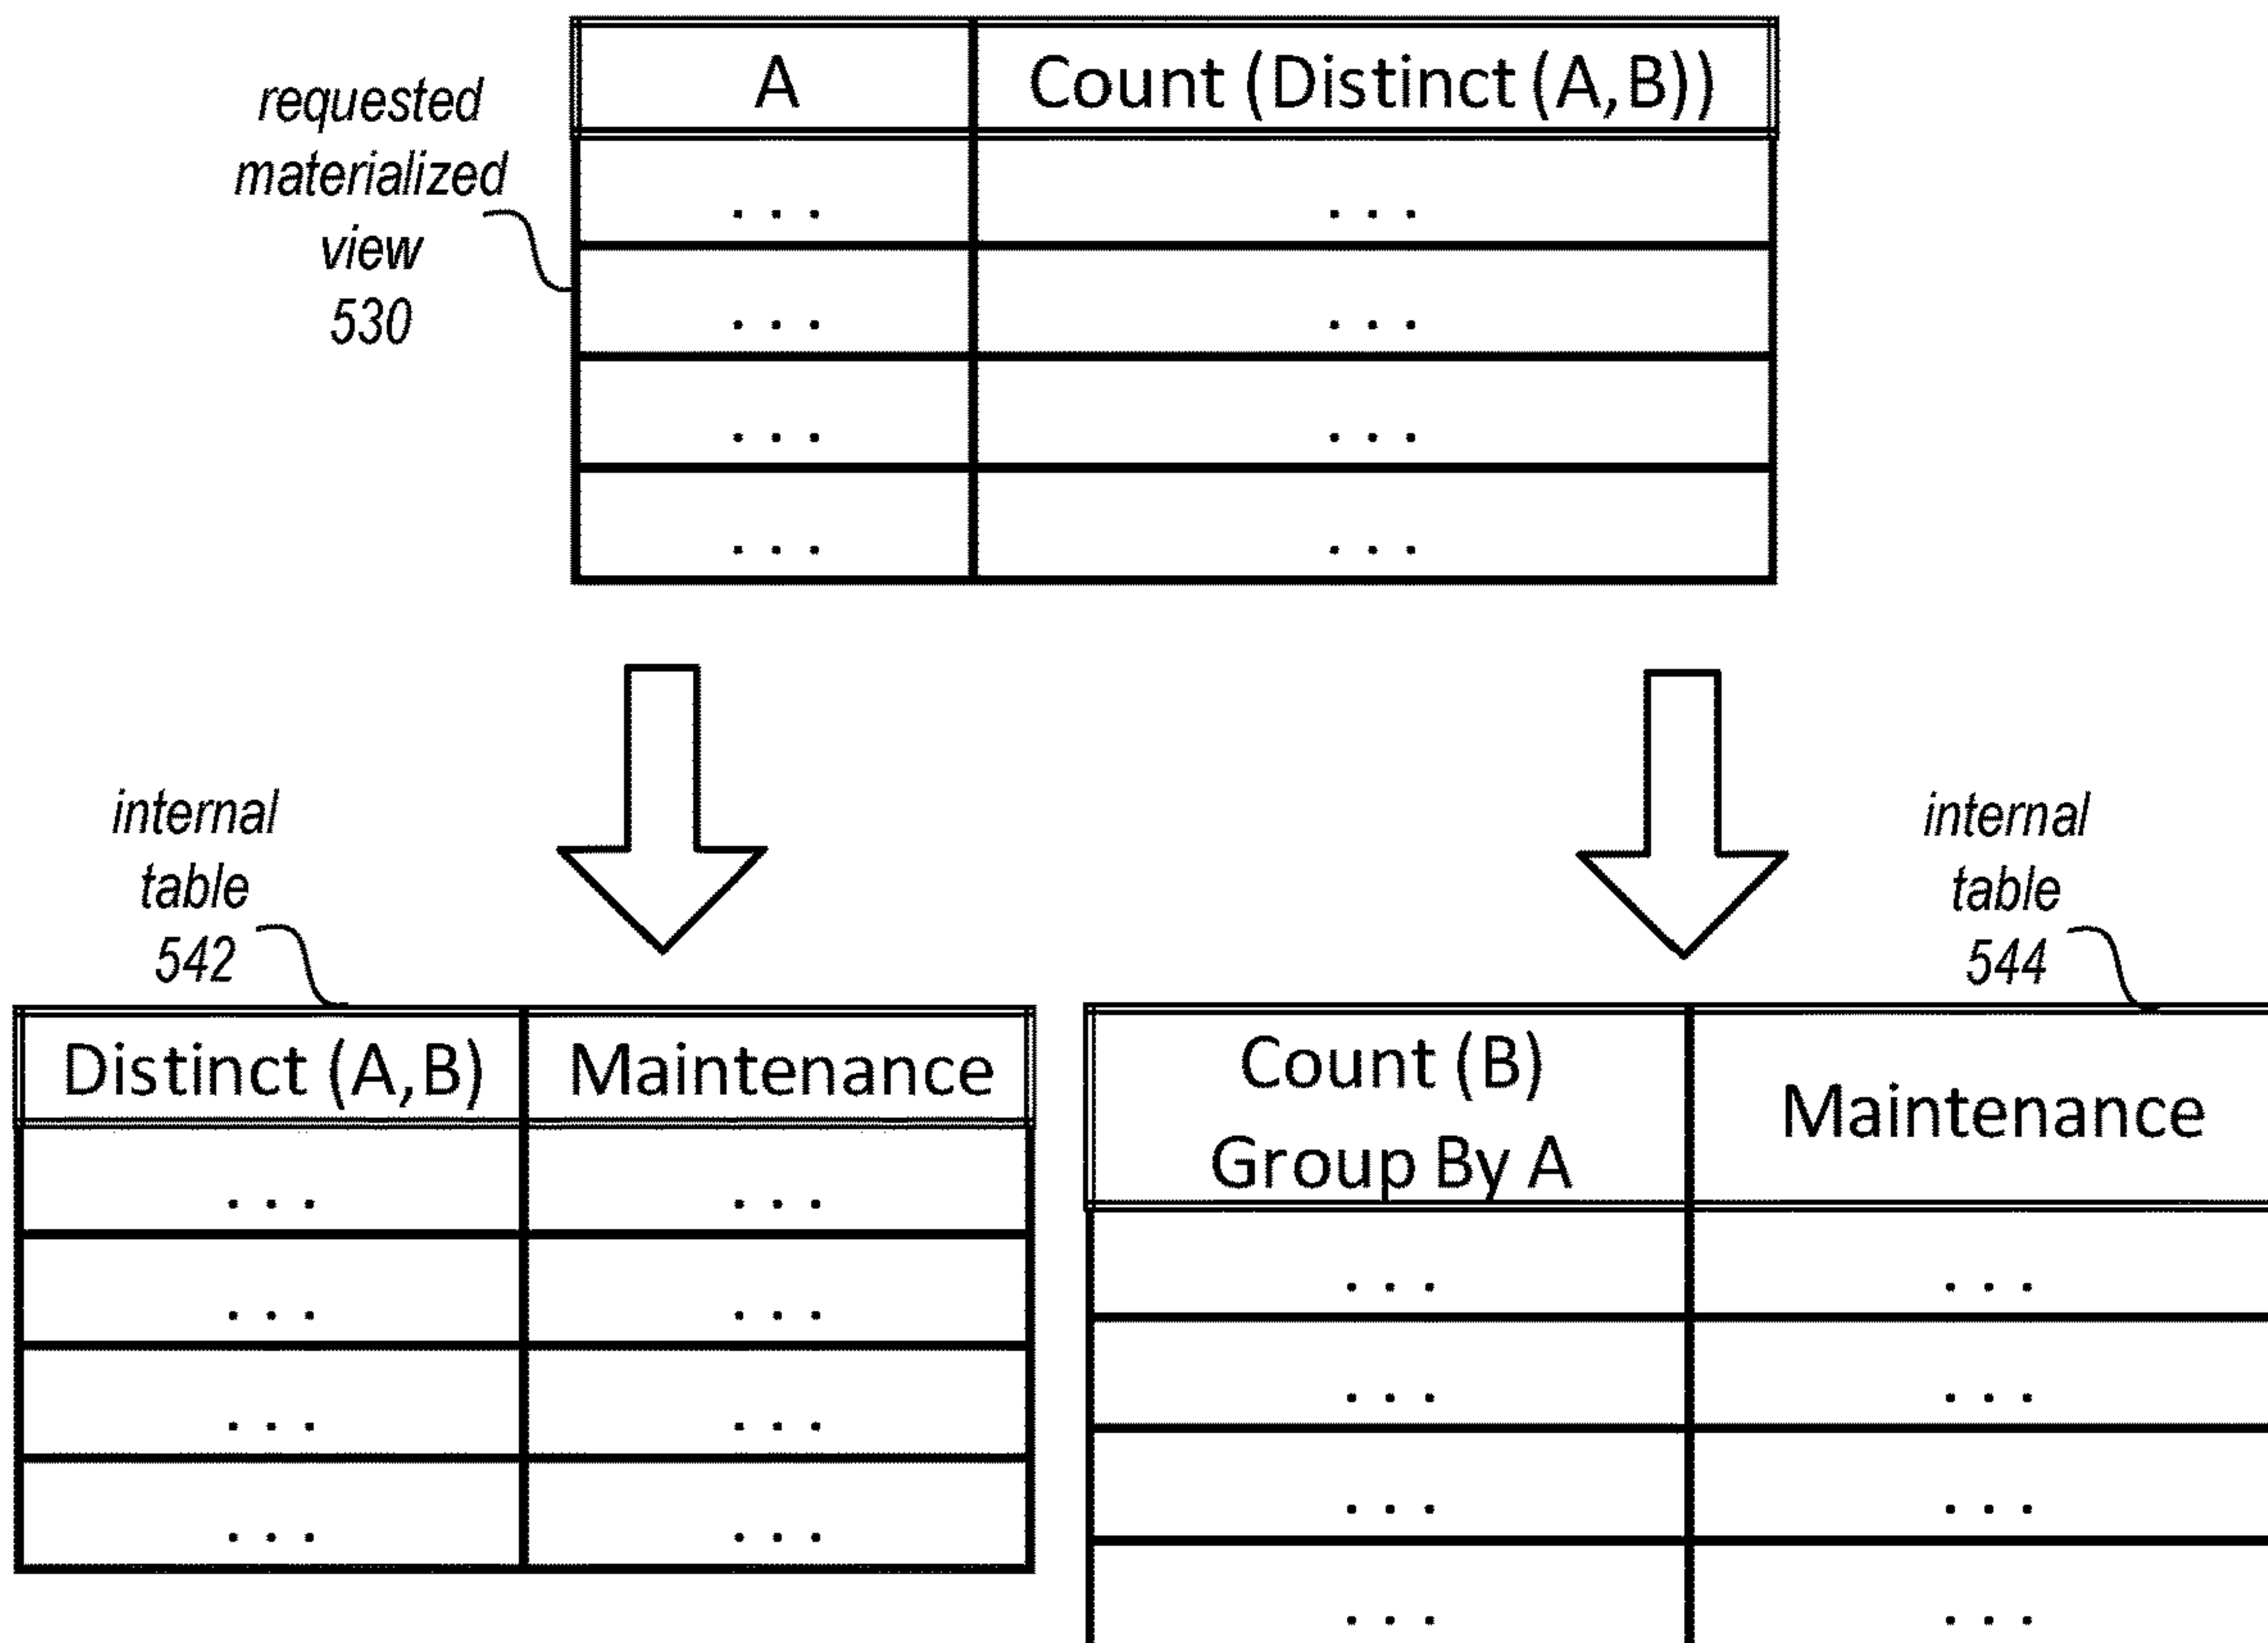 requested
materialized
view
530
A Count (Distinct (A,B))
. . . . . .
. . . . . .
. . . . . .
. . . . . .
internal
table
542
internal
table
544
Distinct (A,B) Maintenance
. . . . . .
. . . . . .
. . . . . .
. . . . . .
Count (B)
Group By A
Maintenance
. . . . . .
. . . . . .
. . . . . .
. . . . . .